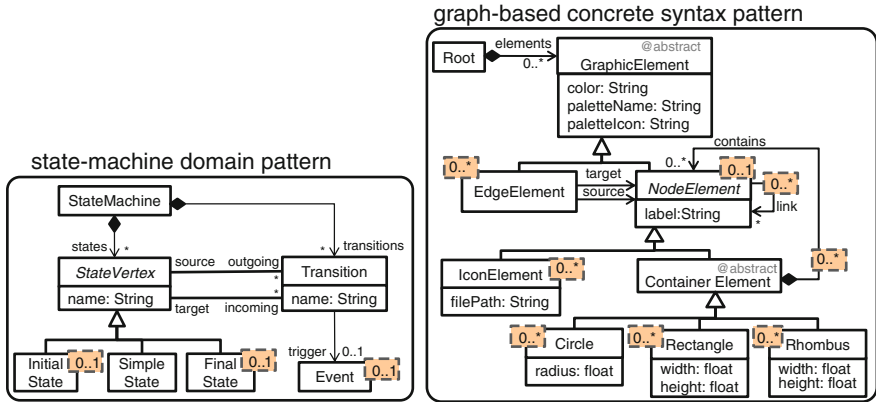 graph-based concrete syntax pattern
Root
elements
0..*
@abstract
GraphicElement
color: String
paletteName: String
paletteIcon: String
contains
0..*
EdgeElement
target
source
0..*
0..1
NodeElement
0..*
link
label:String
*
IconElement
0..*
filePath: String
@abstract
Container Element
0..*
0..*
Circle
radius: float
0..*
Rectangle
width: float
height: float
0..*
Rhombus
width: float
height: float
state-machine domain pattern
StateMachine
states
*
*
transitions
StateVertex
name: String
source
outgoing
*
*
target
incoming
Transition
name: String
Initial
State
0..1
Simple
State
Final
State
0..1
trigger
0..1
Event
0..1